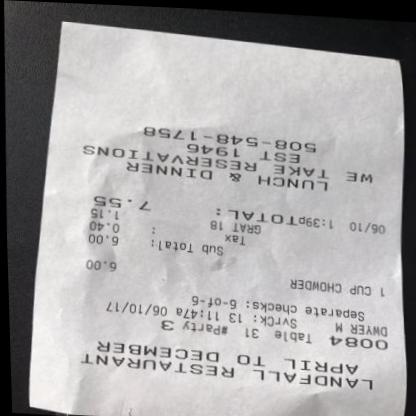 LANDFALL RESTAURANT
APRIL TO DECEMBER
0084 Table 31 #Party 3
DWYER M SvrCk: 13 11:47a 06/10/17
Separate checks: 6-of-6
1 CUP CHOWDER 6.00
Sub Total: 6.00
Tax : 0.40
GRAT 18 1.15
06/10 1:39pTOTAL: 7.55
LUNCH & DINNER
WE TAKE RESERVATIONS
EST 1946
508-548-1758